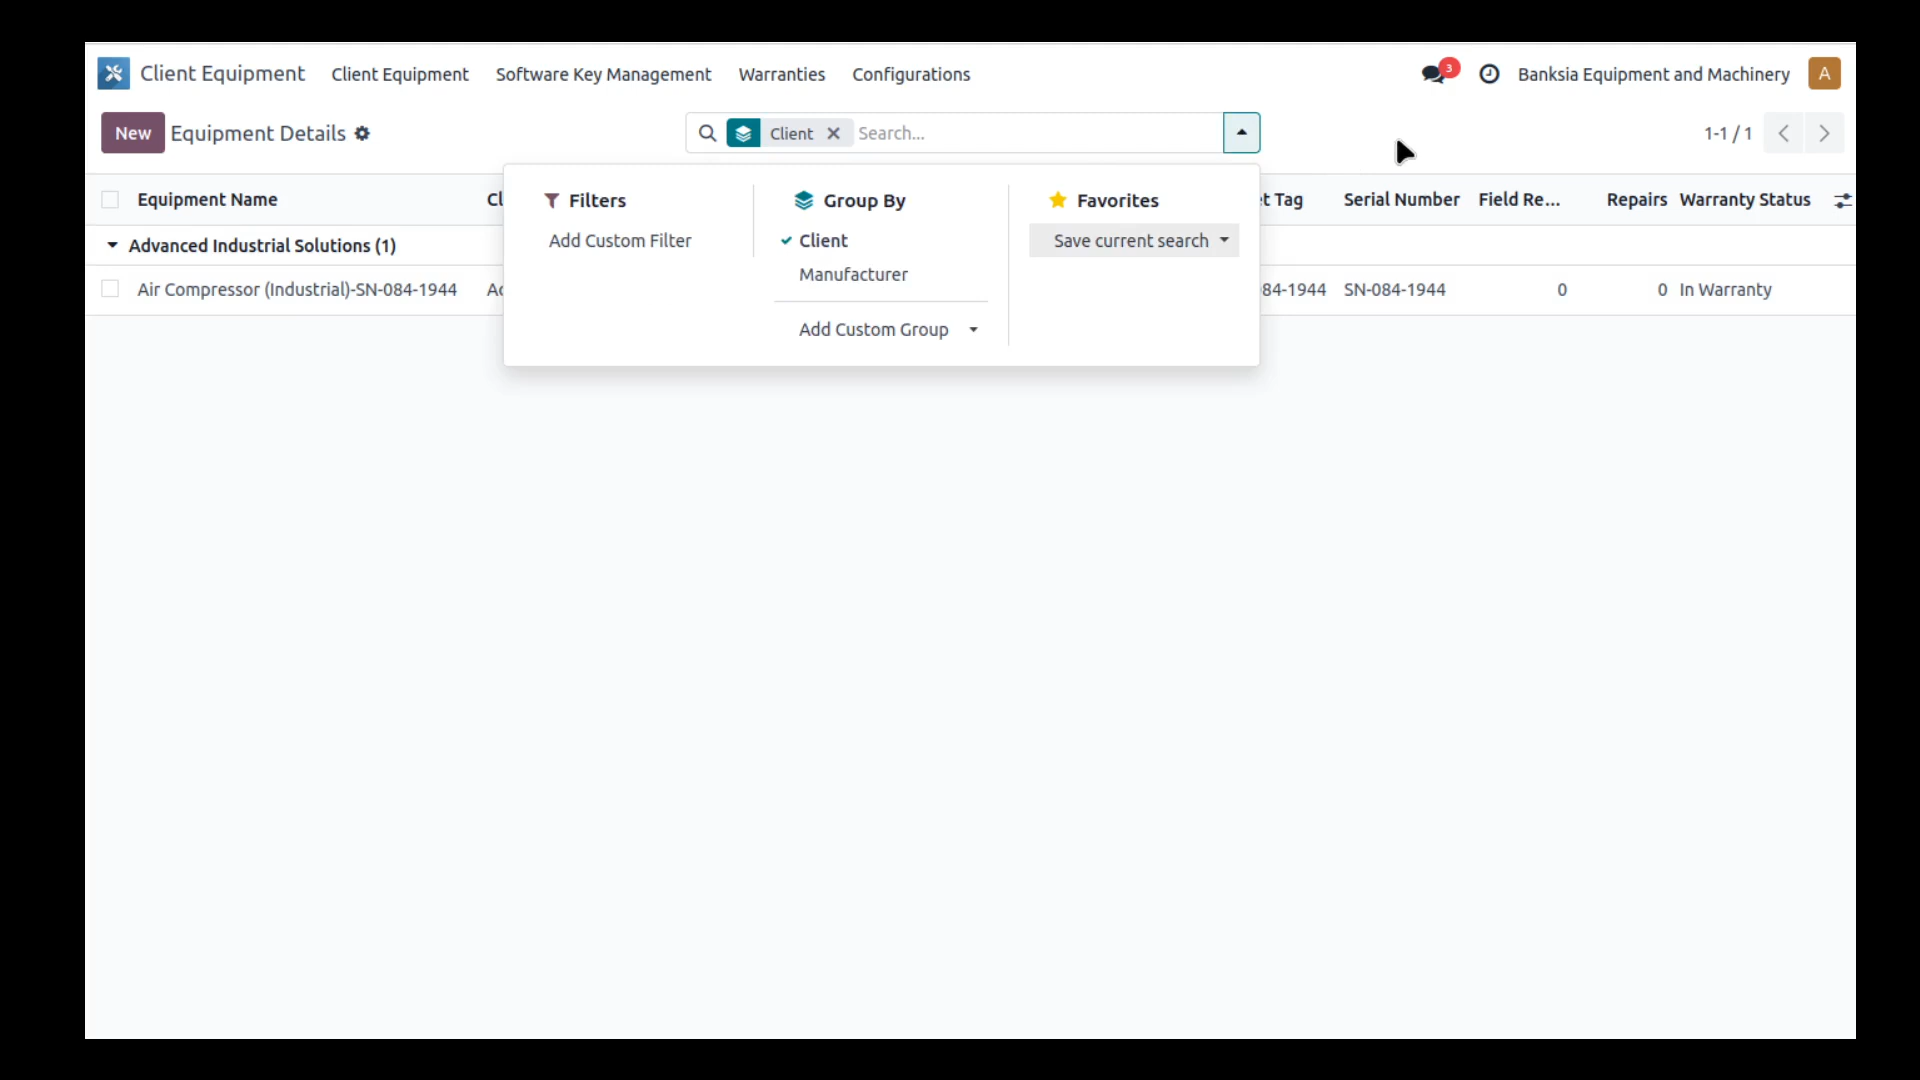 Client Equipment Client Equipment Software Key Management Warranties Configurations 3 Banksia Equipment and Machinery A
New Equipment Details Client Search... 1-1 / 1
Equipment Name Cl Filters Group By Favorites t Tag Serial Number Field Re... Repairs Warranty Status
Advanced Industrial Solutions (1) Add Custom Filter Client Save current search
Manufacturer
Air Compressor (Industrial)-SN-084-1944 84-1944 SN-084-1944 0 0 In Warranty
Add Custom Group